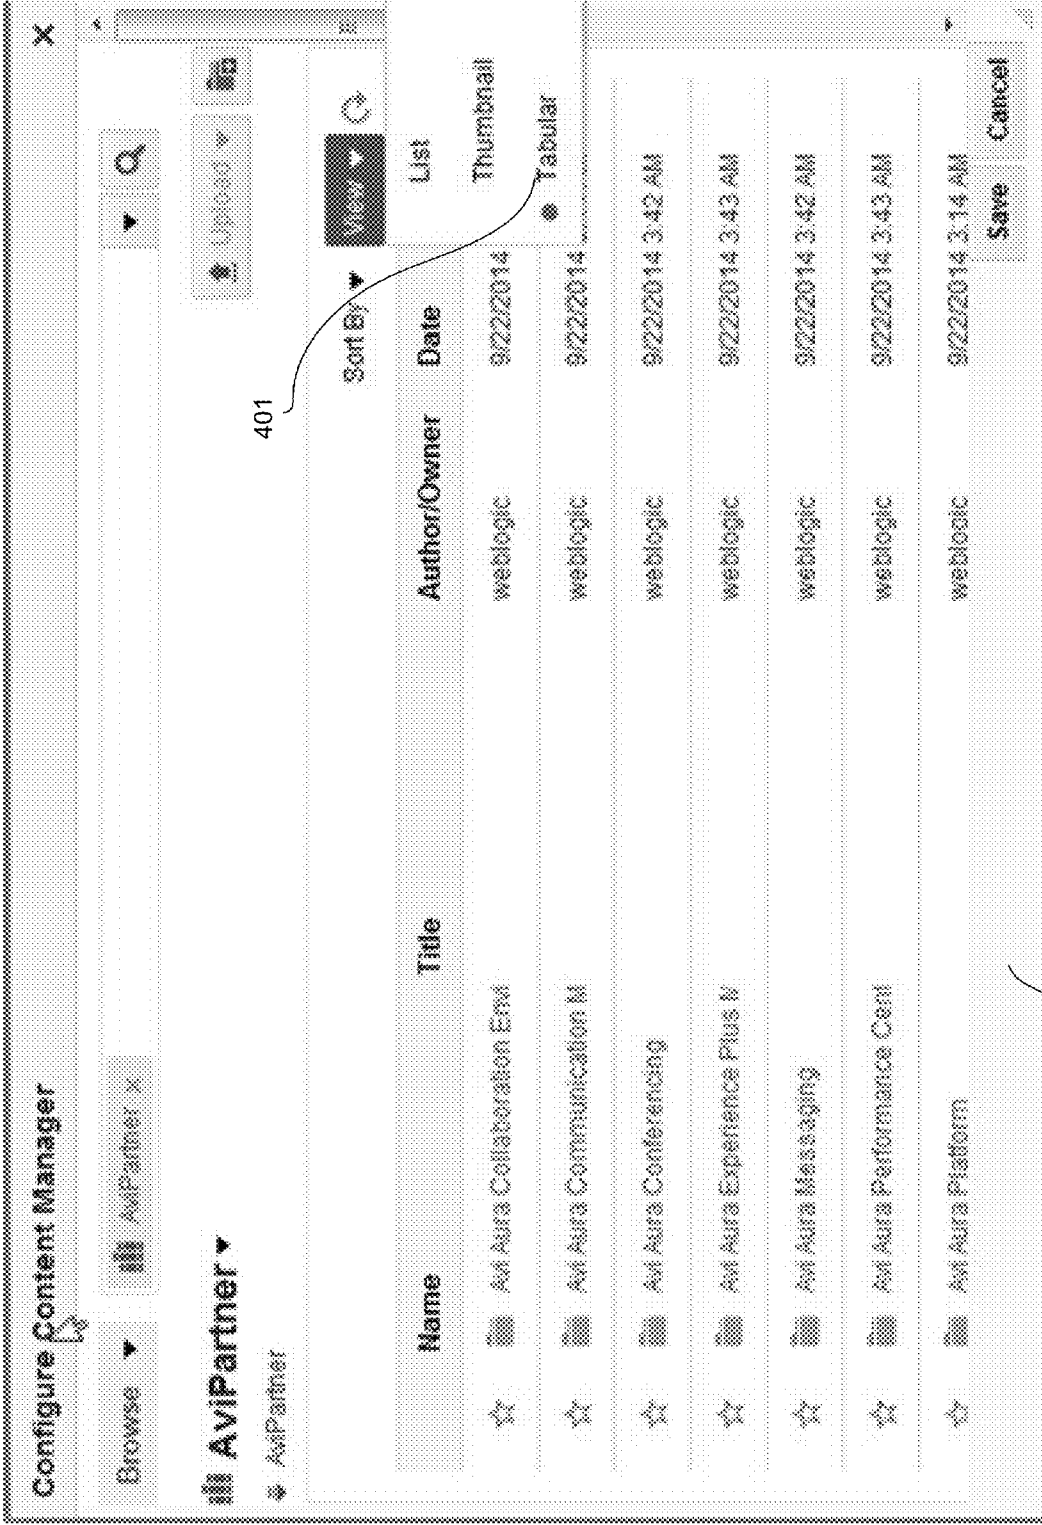 Configure Content Manager
Browse
AviPartner x
Upload
AviPartner
AviPartner
401
Sort By View
List
Thumbnail
Tabular
Name Title Author/Owner Date
Avi Aura Collaboration Envi weblogic 9/22/2014
Avi Aura Communication M weblogic 9/22/2014
Avi Aura Conferencing weblogic 9/22/2014 3:42 AM
Avi Aura Experience Plus M weblogic 9/22/2014 3:43 AM
Avi Aura Messaging weblogic 9/22/2014 3:42 AM
Avi Aura Performance Cent weblogic 9/22/2014 3:43 AM
Avi Aura Platform weblogic 9/22/2014 3:14 AM
Save Cancel